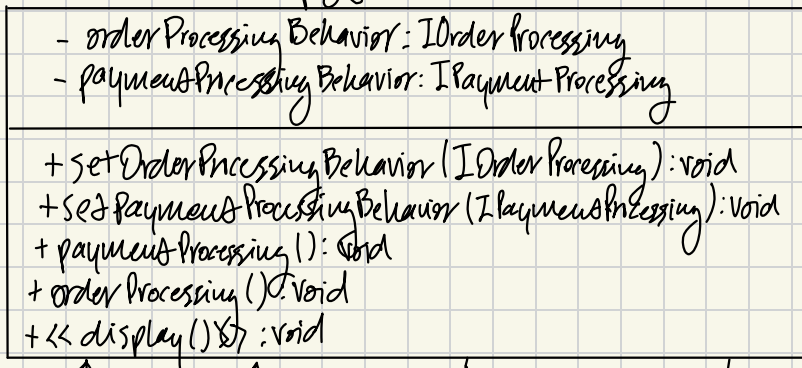 - orderProcessingBehavior: IOrderProcessing
- paymentProcessingBehavior: IPaymentProcessing
+ setOrderProcessingBehavior(IOrderProcessing): void
+ setPaymentProcessingBehavior(IPaymentProcessing): void
+ paymentProcessing(): void
+ orderProcessing(): void
+ << display()>> : void